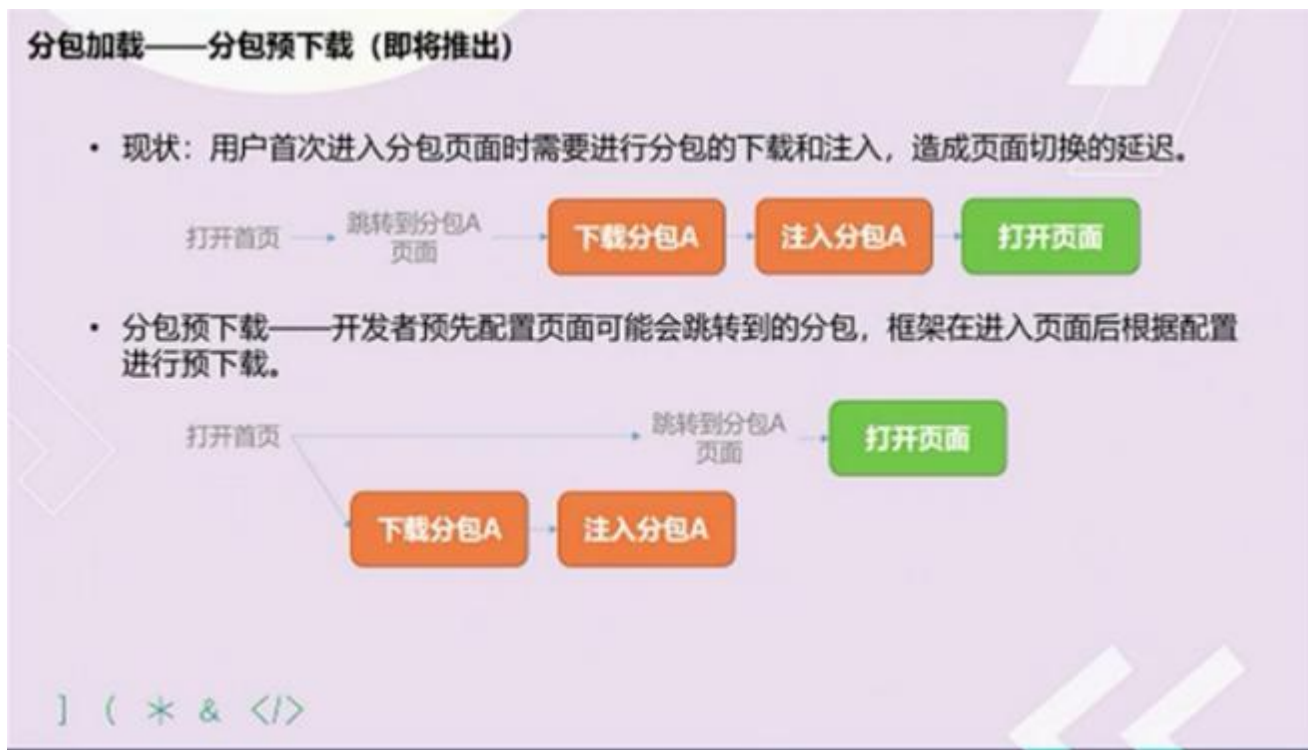 分包加载——分包预下载（即将推出）
• 现状：用户首次进入分包页面时需要进行分包的下载和注入，造成页面切换的延迟。
打开首页
跳转到分包A
页面
下载分包A
注入分包A
打开页面
• 分包预下载——开发者预先配置页面可能会跳转到的分包，框架在进入页面后根据配置
进行预下载。
打开首页
跳转到分包A
页面
打开页面
下载分包A
注入分包A
] ( * & </>